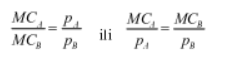 MC_A / MC_B = p_A / p_B ili MC_A / p_A = MC_B / p_B